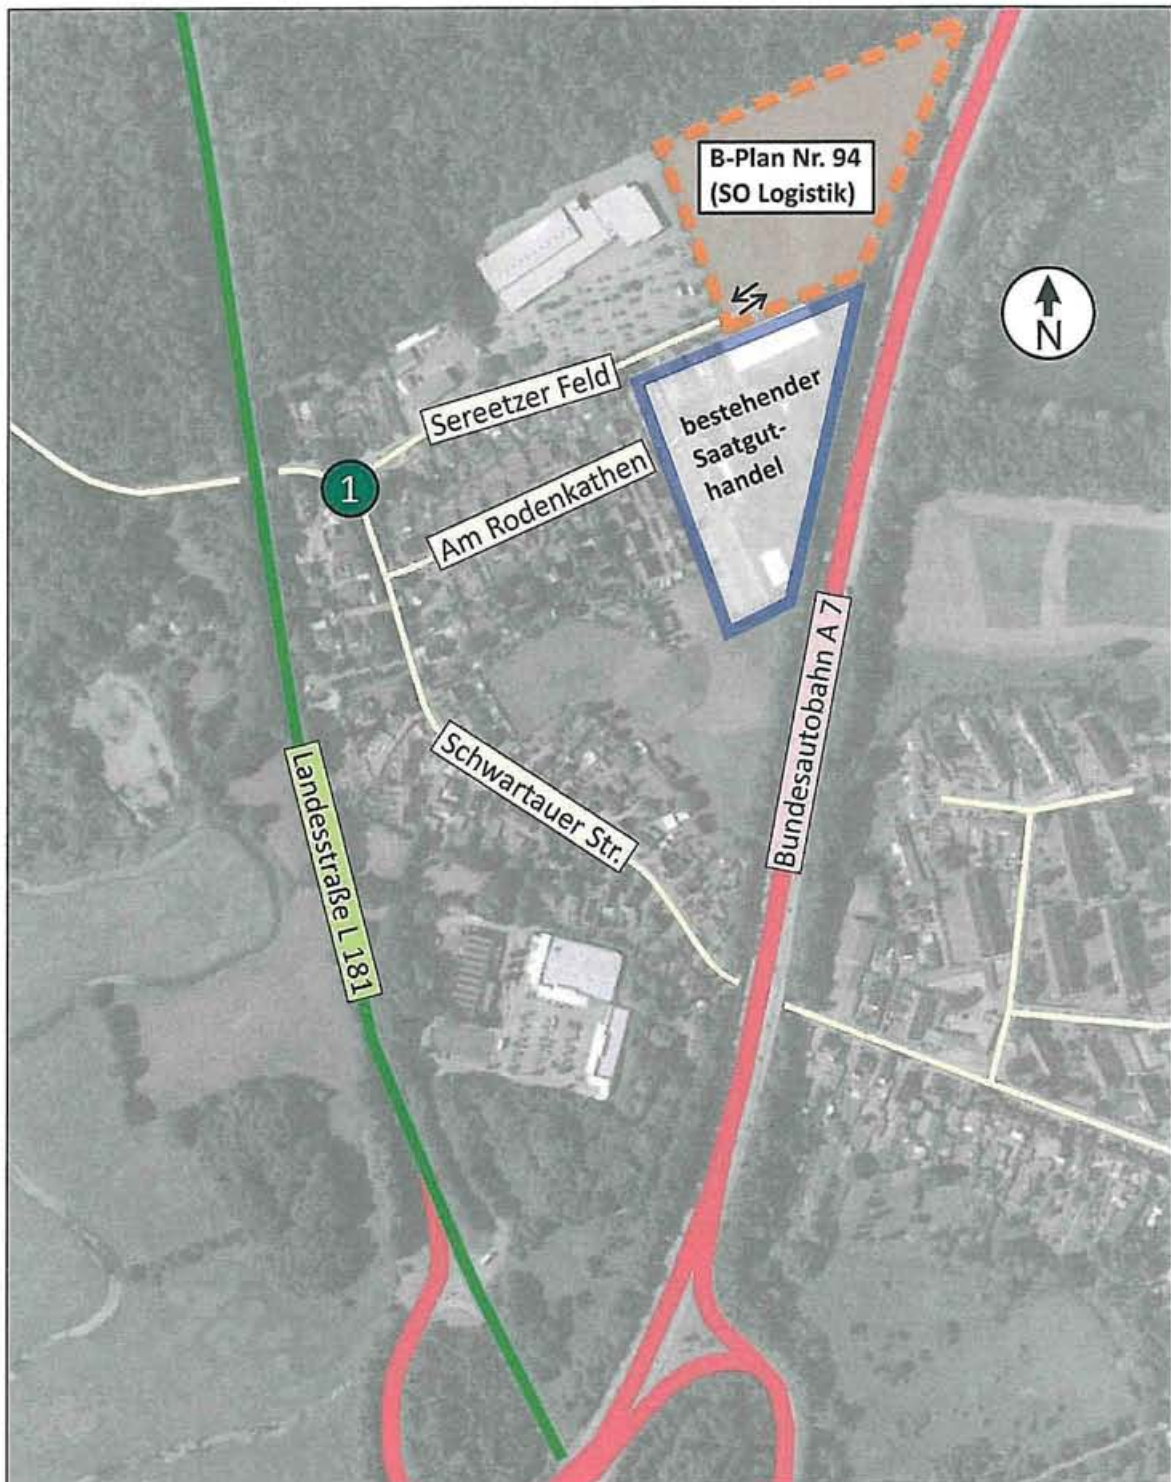 B-Plan Nr. 94
(SO Logistik)
N
bestehender
Saatgut-
handel
Sereetzer Feld
1
Am Rodenkathen
Bundesautobahn A 7
Schwartauer Str.
Landesstraße L 181